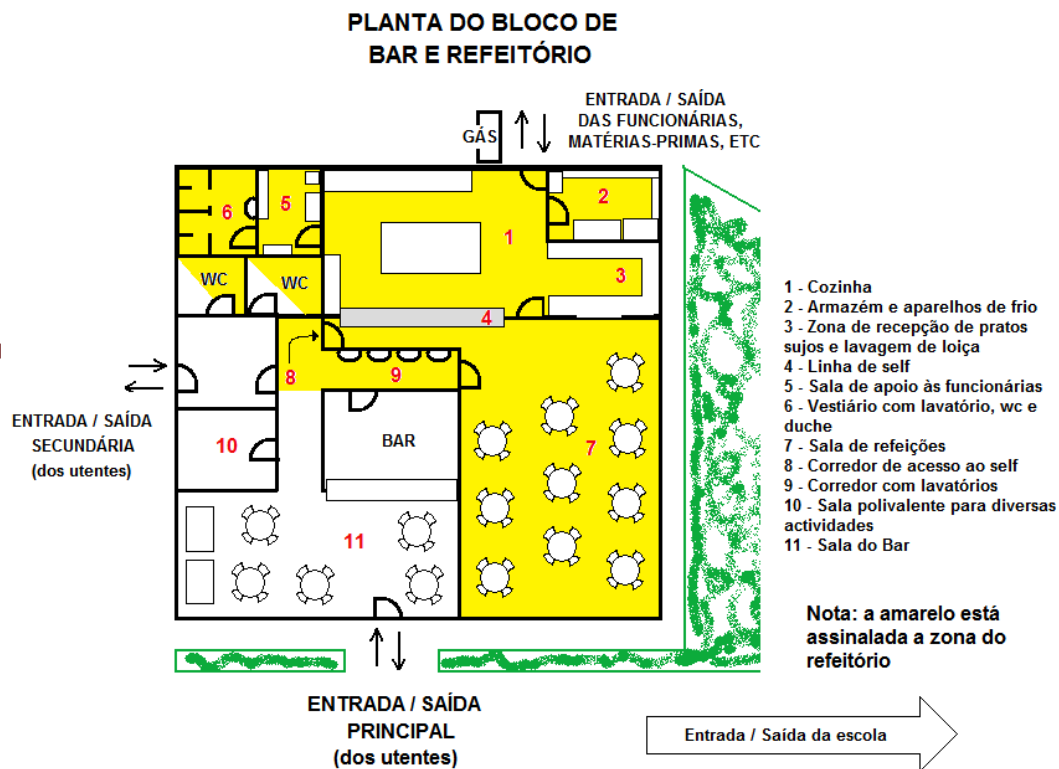 PLANTA DO BLOCO DE
BAR E REFEITÓRIO
ENTRADA / SAÍDA
DAS FUNCIONÁRIAS,
MATÉRIAS-PRIMAS, ETC
GÁS
6
5
1
2
3
WC
WC
4
8
9
10
BAR
7
11
ENTRADA / SAÍDA
SECUNDÁRIA
(dos utentes)
1 - Cozinha
2 - Armazém e aparelhos de frio
3 - Zona de recepção de pratos
sujos e lavagem de loiça
4 - Linha de self
5 - Sala de apoio às funcionárias
6 - Vestiário com lavatório, wc e
duche
7 - Sala de refeições
8 - Corredor de acesso ao self
9 - Corredor com lavatórios
10 - Sala polivalente para diversas
actividades
11 - Sala do Bar
Nota: a amarelo está
assinalada a zona do
refeitório
ENTRADA / SAÍDA
PRINCIPAL
(dos utentes)
Entrada / Saída da escola